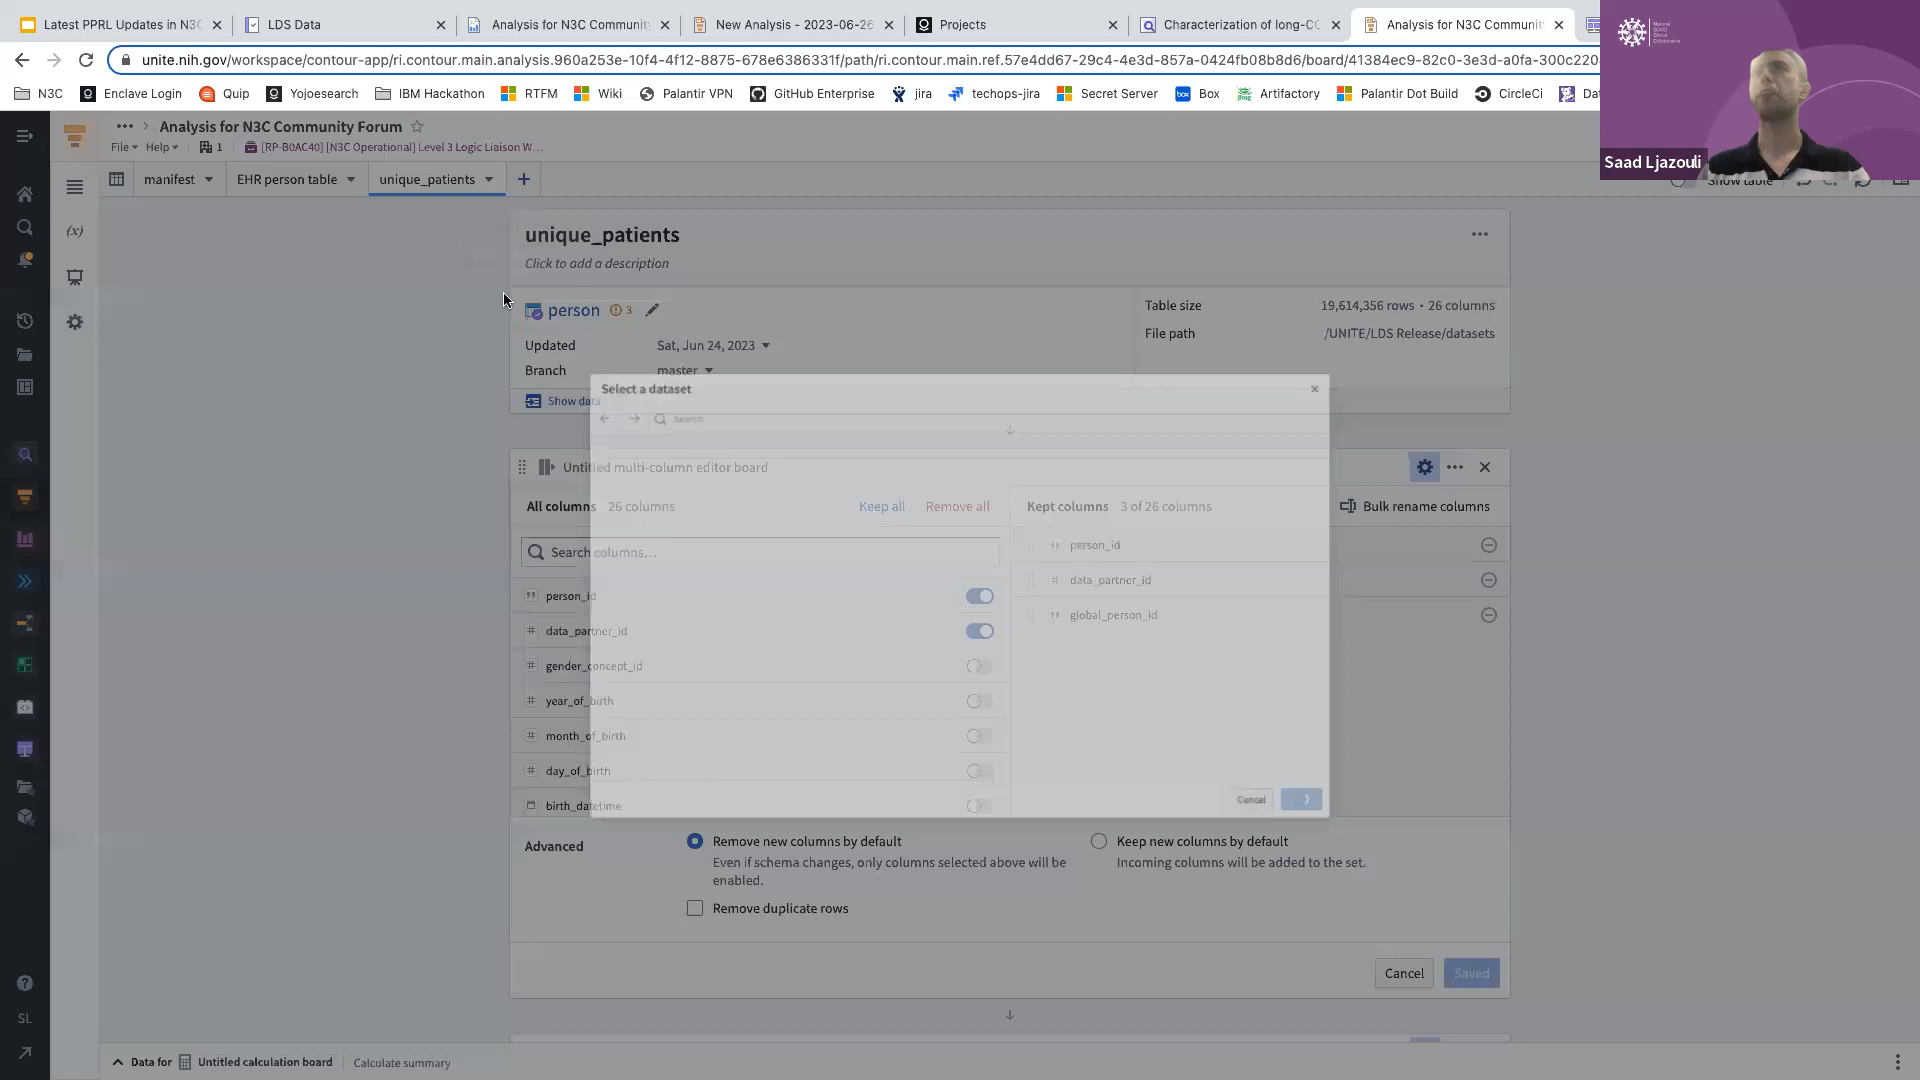 Latest PPRL Updates in N3C
LDS Data
Analysis for N3C Communit
New Analysis - 2023-06-26
Projects
Characterization of long-CO
Analysis for N3C Communit
unite.nih.gov/workspace/contour-app/ri.contour.main.analysis.960a253e-10f4-4f12-8875-678e6386331f/path/ri.contour.main.ref.57e4dd67-29c4-4e3d-857a-0424fb08b8d6/board/41384ec9-82c0-3e3d-a0fa-300c220
N3C
Enclave Login
Quip
Yojoesearch
IBM Hackathon
RTFM
Wiki
Palantir VPN
GitHub Enterprise
jira
techops-jira
Secret Server
Box
Artifactory
Palantir Dot Build
CircleCi
Dat
Saad Ljazouli
Analysis for N3C Community Forum
File
Help
1
[RP-B0AC40] [N3C Operational] Level 3 Logic Liaison W...
manifest
EHR person table
unique_patients
Show table
unique_patients
Click to add a description
person
3
Table size
19,614,356 rows • 26 columns
File path
/UNITE/LDS Release/datasets
Updated
Sat, Jun 24, 2023
Branch
master
Show data
Select a dataset
Search
Untitled multi-column editor board
All columns
26 columns
Keep all
Remove all
Kept columns
3 of 26 columns
Bulk rename columns
Search columns...
person_id
data_partner_id
global_person_id
person_id
data_partner_id
gender_concept_id
year_of_birth
month_of_birth
day_of_birth
birth_datetime
Cancel
Advanced
Remove new columns by default
Even if schema changes, only columns selected above will be
enabled.
Keep new columns by default
Incoming columns will be added to the set.
Remove duplicate rows
Cancel
Saved
SL
Data for
Untitled calculation board
Calculate summary